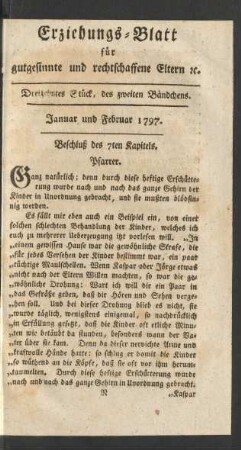 Erziehungs-Blatt
für
gutgesinnte und rechtschaffene Eltern ꝛc.
Dreizehntes Stück, des zweiten Bändchens.
Januar und Februar 1797.
Beschluß des 7ten Kapitels.
Pfarrer.
Ganz natürlich; denn durch diese heftige Erschütte-
rung wurde nach und nach das ganze Gehirn der
Kinder in Unordnung gebracht, und sie mußten blödsin-
nig werden.
Es fällt mir eben auch ein Beispiel ein, von einer
solchen schlechten Behandlung der Kinder, welches ich
euch zu mehrerer Ueberzeugung itzt vorlesen will. „In
„einem gewissen Hause war die gewöhnliche Strafe, die
„für jedes Versehen der Kinder bestimmt war, ein paar
„tüchtige Maulschellen. Wenn Kaspar oder Jörge etwas
„nicht nach der Eltern Willen machten, so war die ge-
„wöhnliche Drohung: Wart ich will dir ein Paar in
„das Gefräße geben, daß dir Hören und Sehen verge-
„hen soll. Und bei dieser Drohung blieb es nicht, sie
„wurde täglich, wenigstens einigemal, so nachdrücklich
„in Erfüllung gesetzt, daß die Kinder oft etliche Minu-
„ten wie betäubt da stunden, besonders wann der Va-
„ter über sie kam. Denn da dieser nervichte Arme und
„kraftvolle Hände hatte: so schlug er damit die Kinder
„so wüthend an die Köpfe, daß sie oft vor ihm herum-
„taumelten. Durch diese heftige Erschütterung wurde
„nach und nach das ganze Gehirn in Unordnung gebracht.
N „Kaspar